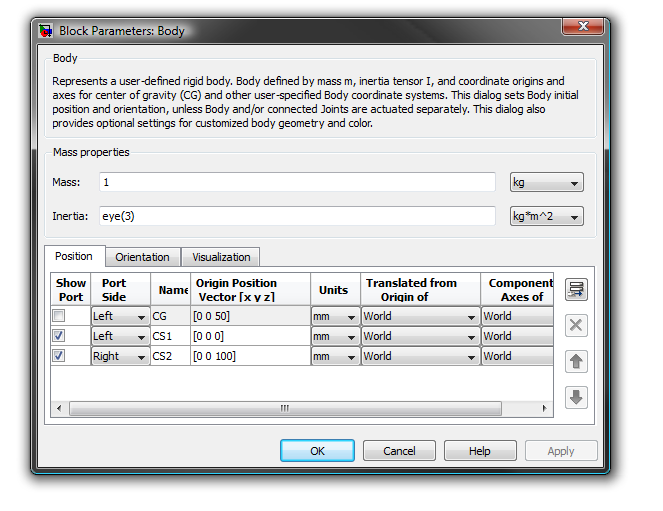 Block Parameters: Body
Body
Represents a user-defined rigid body. Body defined by mass m, inertia tensor I, and coordinate origins and
axes for center of gravity (CG) and other user-specified Body coordinate systems. This dialog sets Body initial
position and orientation, unless Body and/or connected Joints are actuated separately. This dialog also
provides optional settings for customized body geometry and color.
Mass properties
Mass: 1 kg
Inertia: eye(3) kg*m^2
Position Orientation Visualization
Show Port Origin Position Translated from Component
Port Side Name Vector [x y z] Units Origin of Axes of
Left CG [0 0 50] mm World World
Left CS1 [0 0 0] mm World World
Right CS2 [0 0 100] mm World World
OK Cancel Help Apply